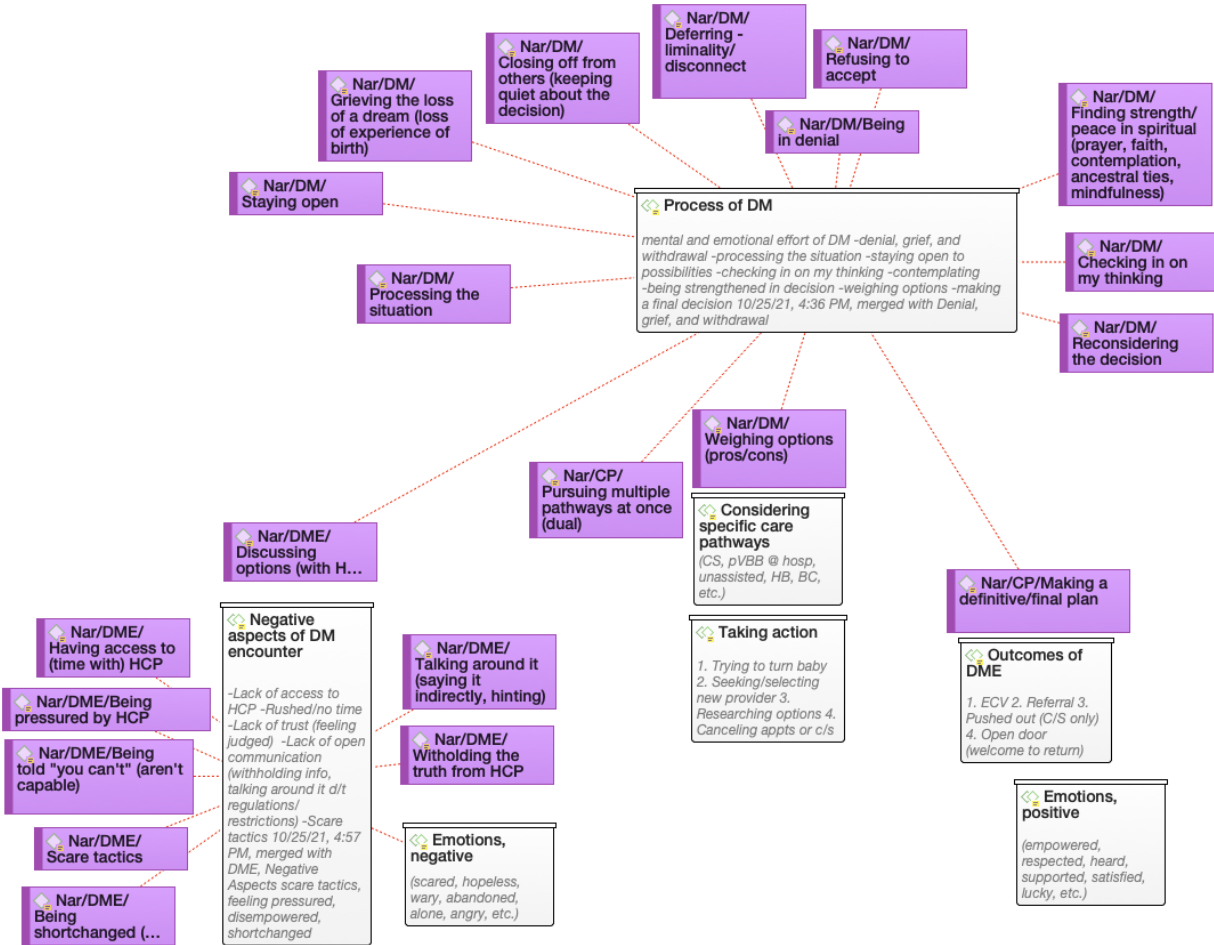 Nar/DM/
Deferring -
liminality/
disconnect
Nar/DM/
Refusing to
accept
Nar/DM/
Closing off from
others (keeping
quiet about the
decision)
Nar/DM/
Grieving the loss
of a dream (loss
of experience of
birth)
Nar/DM/Being
in denial
Nar/DM/
Finding strength/
peace in spiritual
(prayer, faith,
contemplation,
ancestral ties,
mindfulness)
Nar/DM/
Staying open
Process of DM
mental and emotional effort of DM -denial, grief, and
withdrawal -processing the situation -staying open to
possibilities -checking in on my thinking -contemplating
-being strengthened in decision -weighing options -making
a final decision 10/25/21, 4:36 PM, merged with Denial,
grief, and withdrawal
Nar/DM/
Checking in on
my thinking
Nar/DM/
Processing the
situation
Nar/DM/
Reconsidering
the decision
Nar/DM/
Weighing options
(pros/cons)
Nar/CP/
Pursuing multiple
pathways at once
(dual)
Considering
specific care
pathways
(CS, pVBB @ hosp,
unassisted, HB, BC,
etc.)
Nar/DME/
Discussing
options (with H...
Nar/CP/Making a
definitive/final plan
Negative
aspects of DM
encounter
-Lack of access to
HCP -Rushed/no time
-Lack of trust (feeling
judged)  -Lack of open
communication
(withholding info,
talking around it d/t
regulations/
restrictions) -Scare
tactics 10/25/21, 4:57
PM, merged with
DME, Negative
Aspects scare tactics,
feeling pressured,
disempowered,
shortchanged
Nar/DME/
Having access to
(time with) HCP
Nar/DME/Being
pressured by HCP
Nar/DME/Being
told "you can't" (aren't
capable)
Nar/DME/
Scare tactics
Nar/DME/
Being
shortchanged (...
Nar/DME/
Talking around it
(saying it
indirectly, hinting)
Nar/DME/
Witholding the
truth from HCP
Emotions,
negative
(scared, hopeless,
wary, abandoned,
alone, angry, etc.)
Taking action
1. Trying to turn baby
2. Seeking/selecting
new provider 3.
Researching options 4.
Canceling appts or c/s
Outcomes of
DME
1. ECV 2. Referral 3.
Pushed out (C/S only)
4. Open door
(welcome to return)
Emotions,
positive
(empowered,
respected, heard,
supported, satisfied,
lucky, etc.)